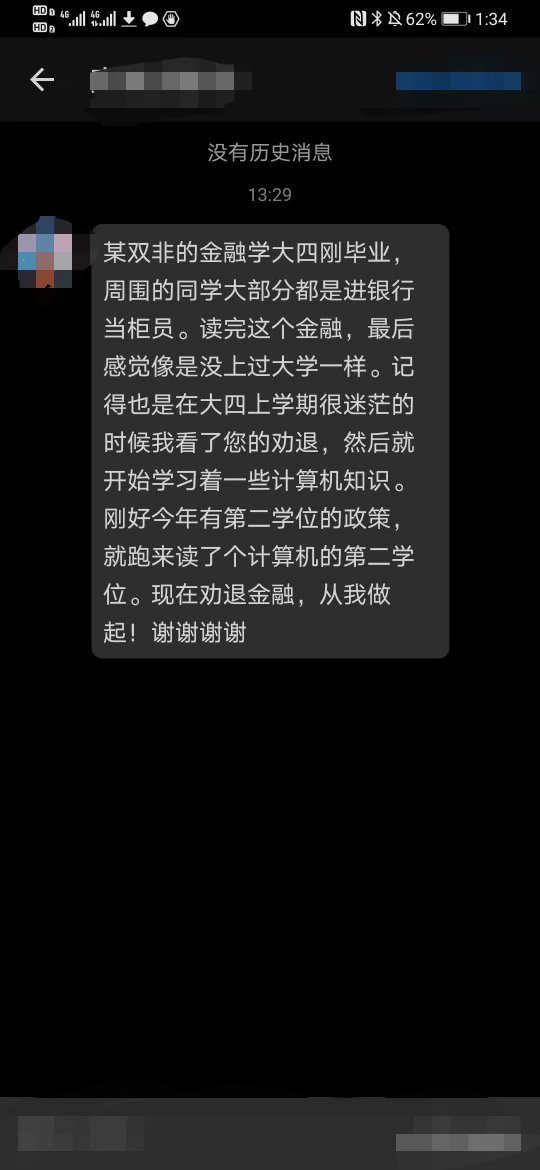 HD 1 4G 4G 62% 1:34
HD 2
没有历史消息
13:29
某双非的金融学大四刚毕业，
周围的同学大部分都是进银行
当柜员。读完这个金融，最后
感觉像是没上过大学一样。记
得也是在大四上学期很迷茫的
时候我看了您的劝退，然后就
开始学习着一些计算机知识。
刚好今年有第二学位的政策，
就跑来读了个计算机的第二学
位。现在劝退金融，从我做
起！谢谢谢谢